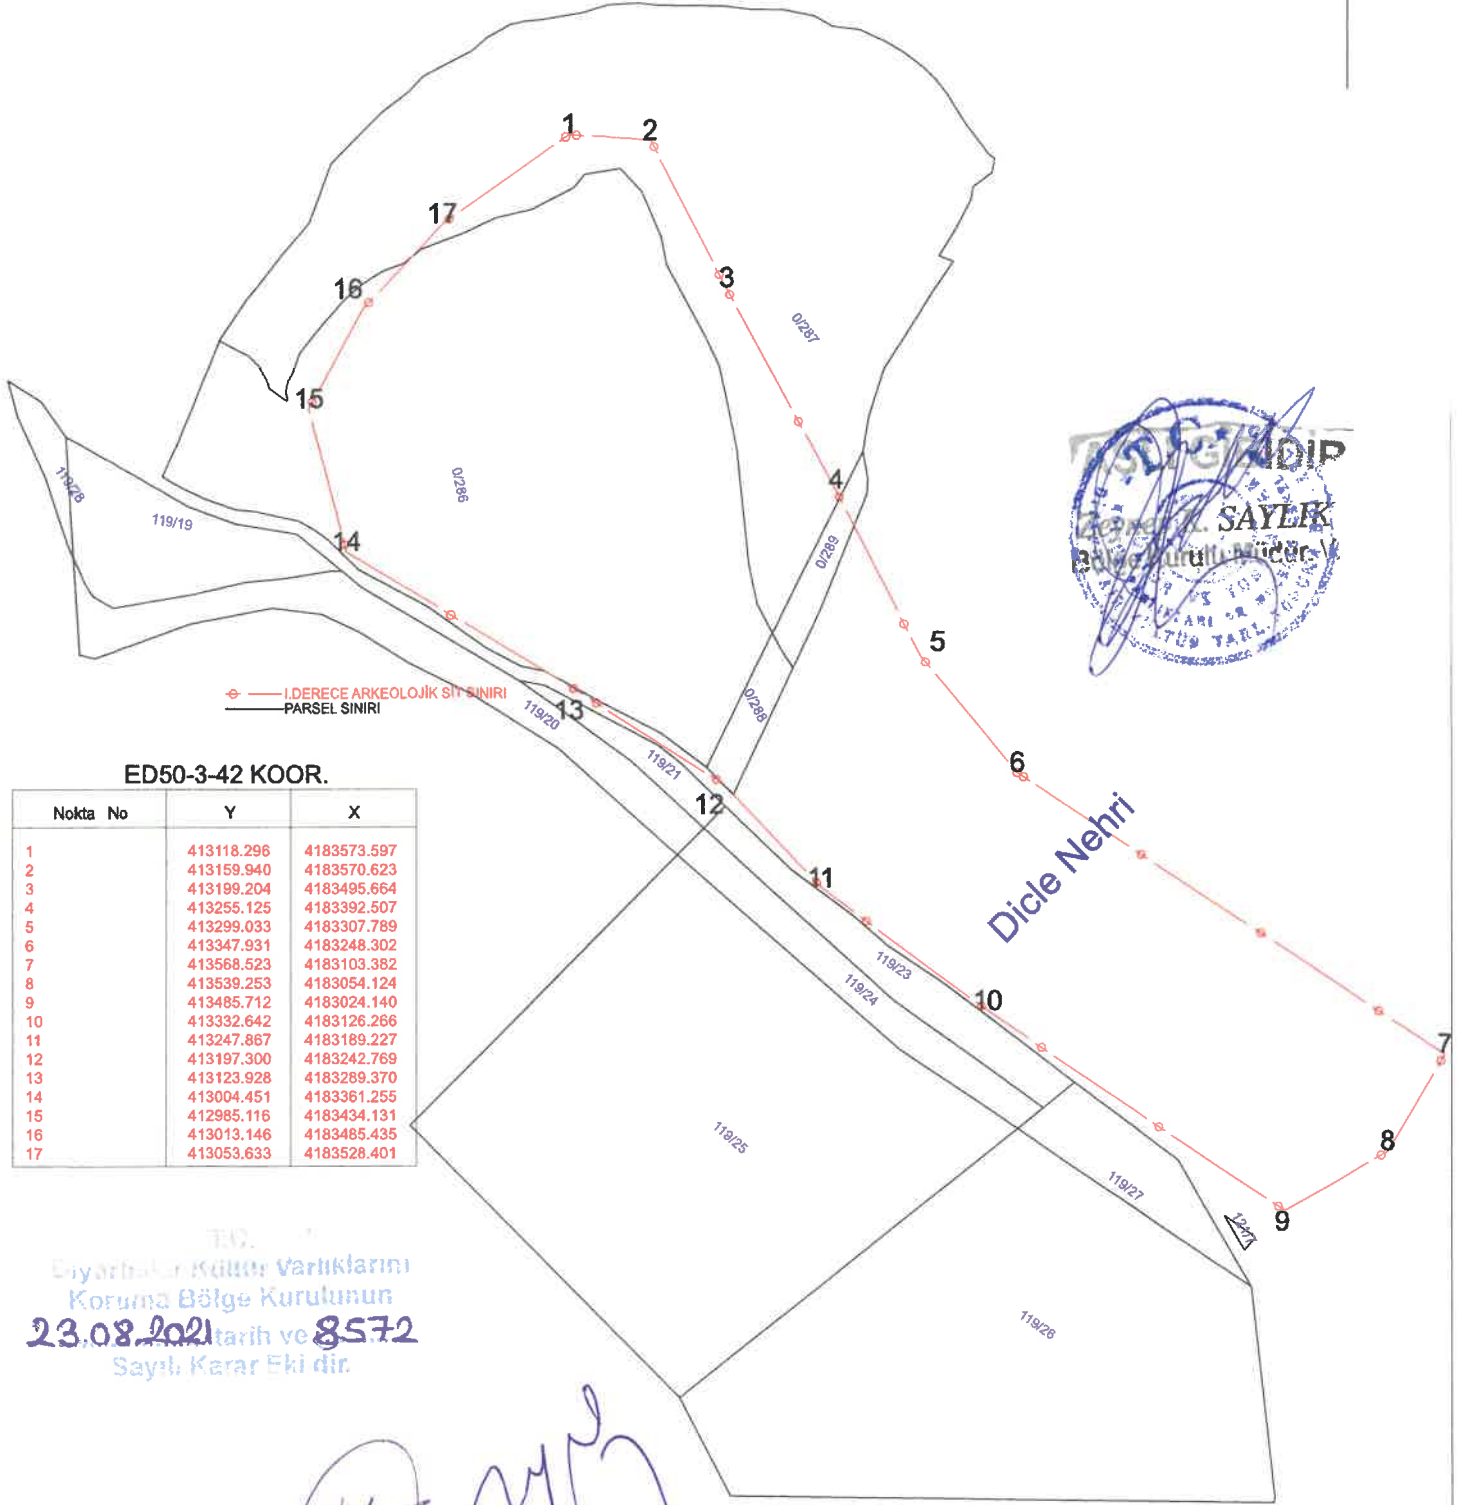 1
2
17
3
16
0/287
15
4
119/28
0/286
119/19
14
0/289
5
SAYLIK
I.DERECE ARKEOLOJİK SİT SINIRI
PARSEL SINIRI
13
119/20
0/288
119/21
6
12
Dicle Nehri
11
119/23
119/24
10
7
8
119/25
119/27
9
119/26
ED50-3-42 KOOR.
Nokta No Y X
1 413118.296 4183573.597
2 413159.940 4183570.623
3 413199.204 4183495.664
4 413255.125 4183392.507
5 413299.033 4183307.789
6 413347.931 4183248.302
7 413568.523 4183103.382
8 413539.253 4183054.124
9 413485.712 4183024.140
10 413332.642 4183126.266
11 413247.867 4183189.227
12 413197.300 4183242.769
13 413123.928 4183289.370
14 413004.451 4183361.255
15 412985.116 4183434.131
16 413013.146 4183485.435
17 413053.633 4183528.401
T.C.
Diyarbakır Kültür Varlıklarını
Koruma Bölge Kurulunun
23.08.2021 tarih ve 8572
Sayılı Karar Eki dir.